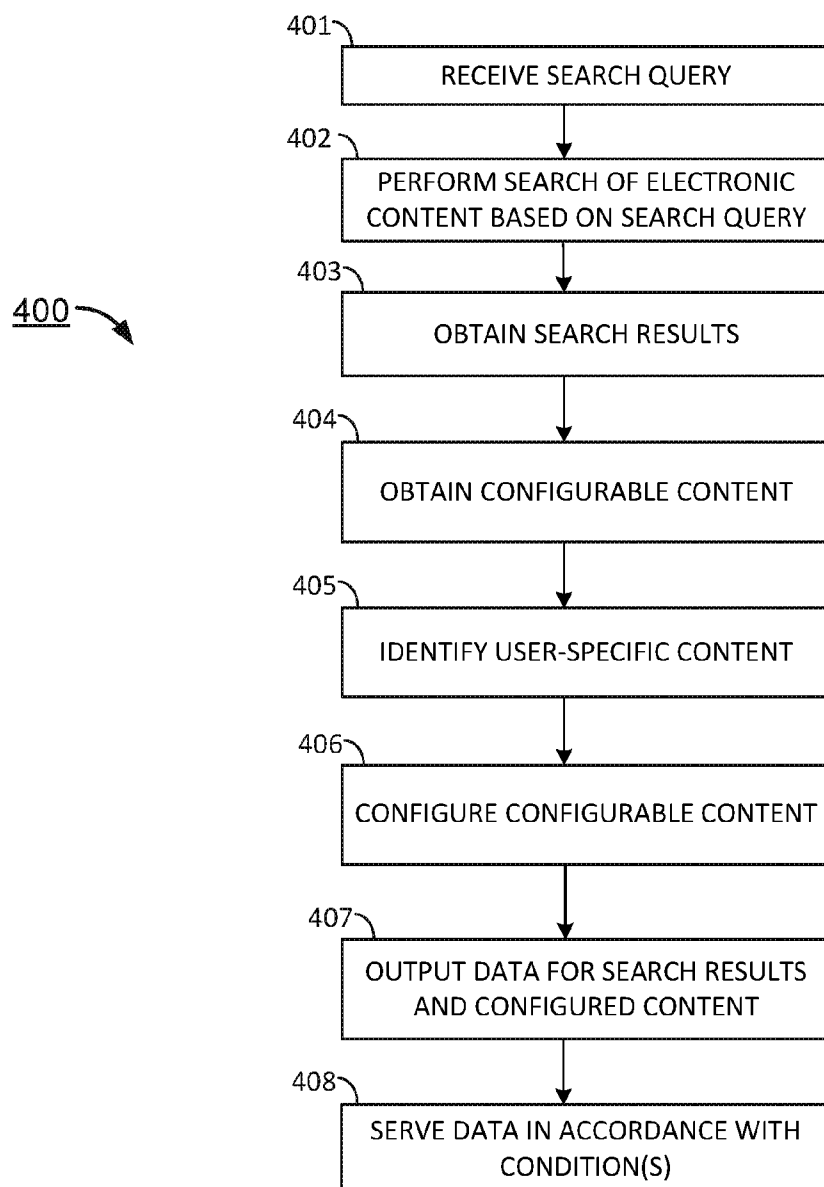 401
RECEIVE SEARCH QUERY
402
PERFORM SEARCH OF ELECTRONIC
CONTENT BASED ON SEARCH QUERY
403
400
OBTAIN SEARCH RESULTS
404
OBTAIN CONFIGURABLE CONTENT
405
IDENTIFY USER-SPECIFIC CONTENT
406
CONFIGURE CONFIGURABLE CONTENT
407
OUTPUT DATA FOR SEARCH RESULTS
AND CONFIGURED CONTENT
408
SERVE DATA IN ACCORDANCE WITH
CONDITION(S)